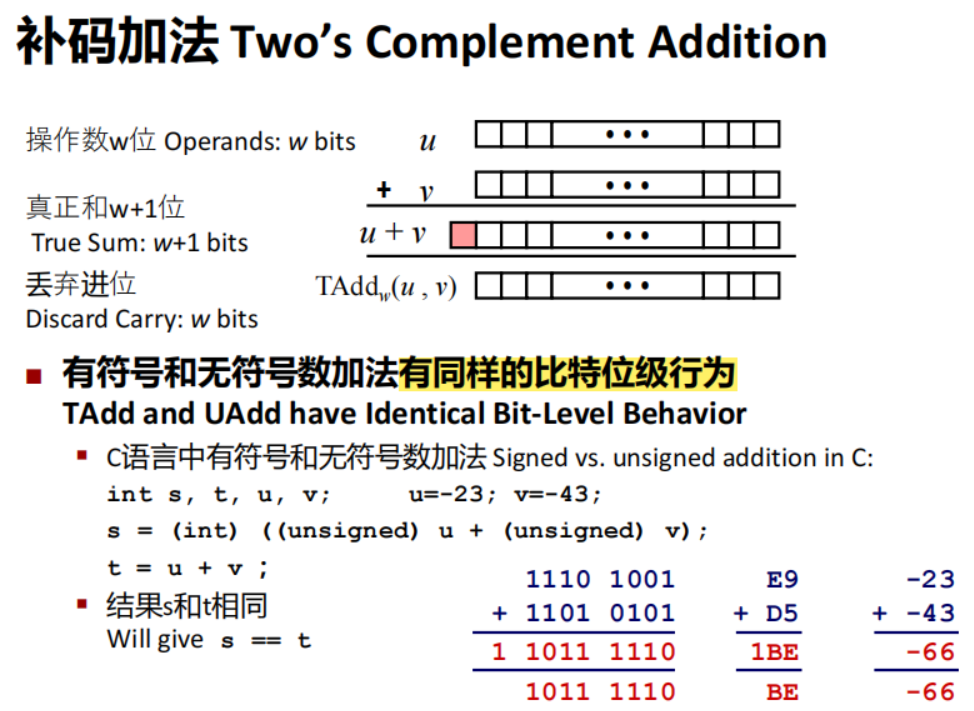 补码加法 Two's Complement Addition
操作数w位 Operands: w bits
u
• • •
+ v
• • •
真正和w+1位
True Sum: w+1 bits
u + v
• • •
丢弃进位
Discard Carry: w bits
TAddw(u , v)
• • •
■ 有符号和无符号数加法有同样的比特位级行为
TAdd and UAdd have Identical Bit-Level Behavior
▪ C语言中有符号和无符号数加法 Signed vs. unsigned addition in C:
int s, t, u, v; u=-23; v=-43;
s = (int) ((unsigned) u + (unsigned) v);
t = u + v ;
▪ 结果s和t相同
Will give s == t
1110 1001 E9 -23
+ 1101 0101 + D5 + -43
1 1011 1110 1BE -66
1011 1110 BE -66